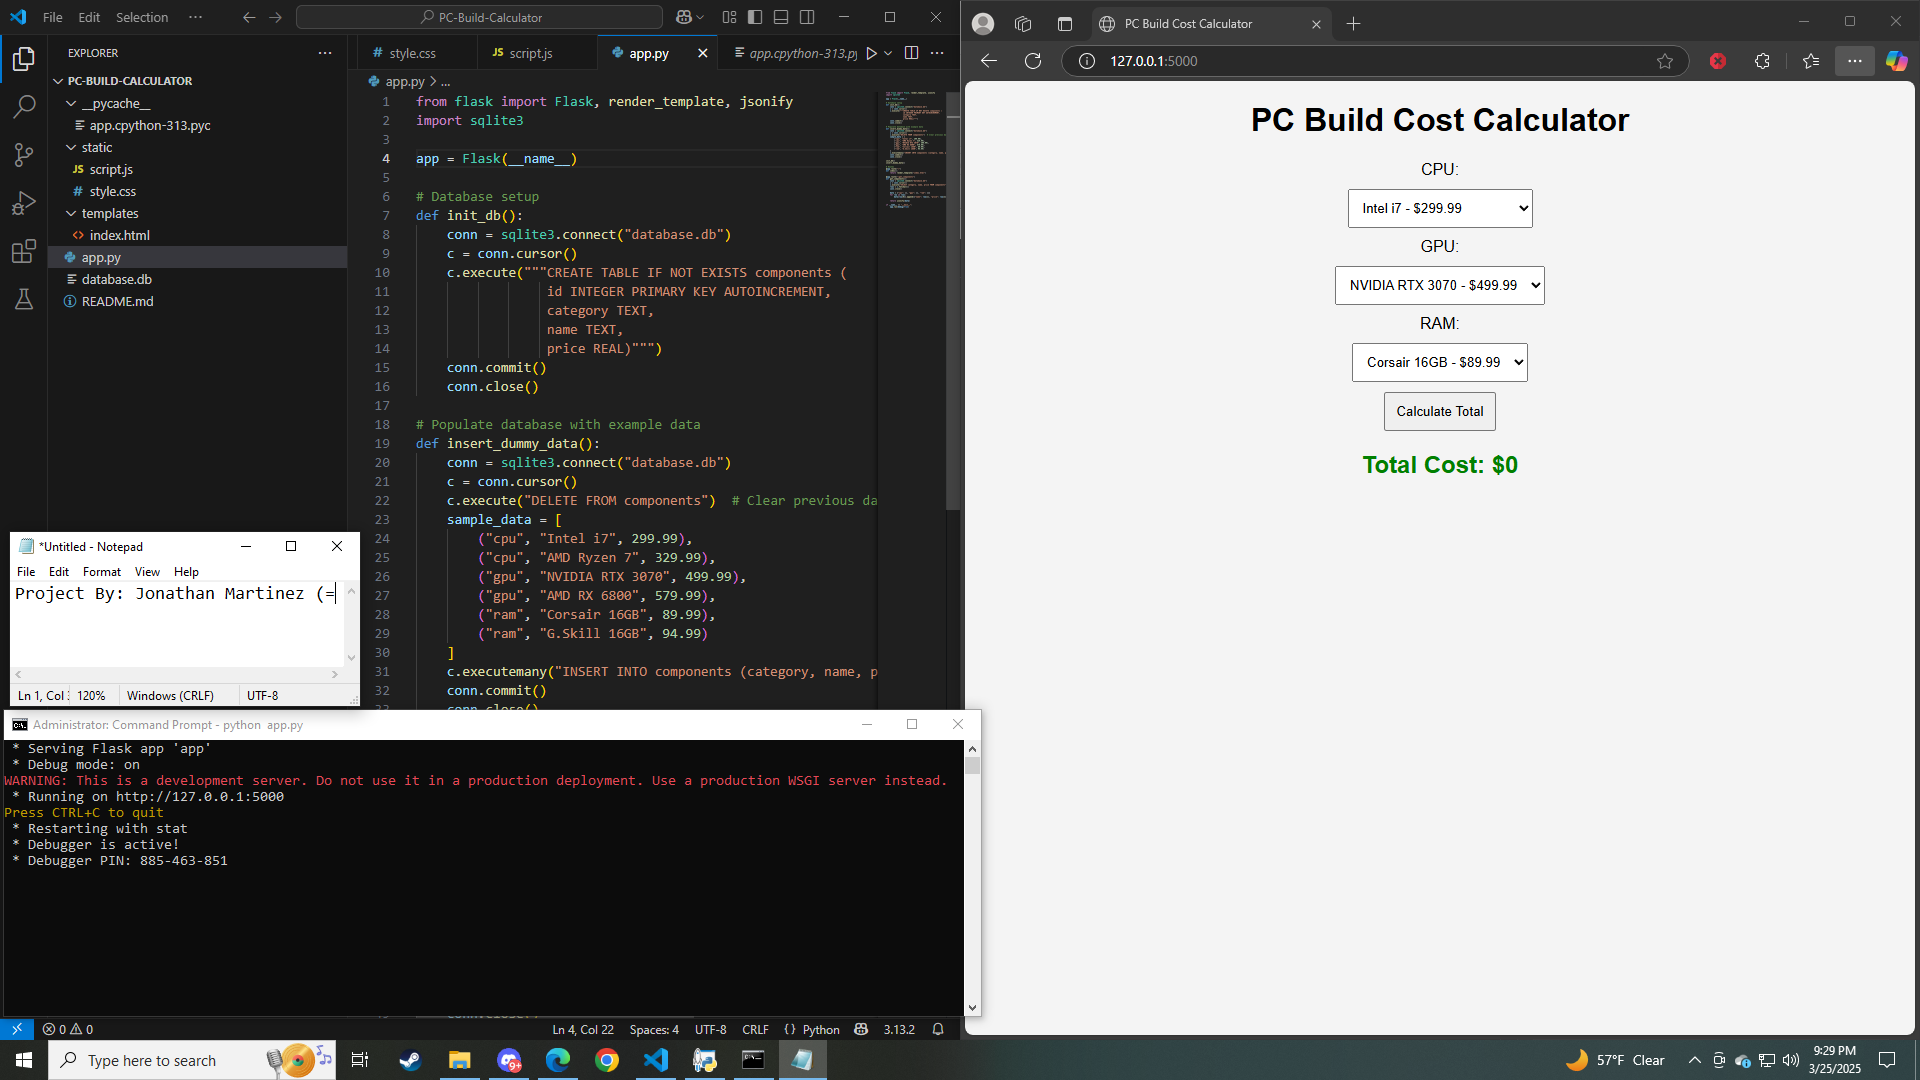 File Edit Selection ··· PC-Build-Calculator
EXPLORER ···
PC-BUILD-CALCULATOR
__pycache__
app.cpython-313.pyc
static
JS script.js
# style.css
templates
<> index.html
app.py
database.db
README.md
# style.css JS script.js app.py app.cpython-313.py
app.py > ...
1 from flask import Flask, render_template, jsonify
2 import sqlite3
3
4 app = Flask(__name__)
5
6 # Database setup
7 def init_db():
8 conn = sqlite3.connect("database.db")
9 c = conn.cursor()
10 c.execute("""CREATE TABLE IF NOT EXISTS components (
11 id INTEGER PRIMARY KEY AUTOINCREMENT,
12 category TEXT,
13 name TEXT,
14 price REAL)""")
15 conn.commit()
16 conn.close()
17
18 # Populate database with example data
19 def insert_dummy_data():
20 conn = sqlite3.connect("database.db")
21 c = conn.cursor()
22 c.execute("DELETE FROM components") # Clear previous da
23 sample_data = [
24 ("cpu", "Intel i7", 299.99),
25 ("cpu", "AMD Ryzen 7", 329.99),
26 ("gpu", "NVIDIA RTX 3070", 499.99),
27 ("gpu", "AMD RX 6800", 579.99),
28 ("ram", "Corsair 16GB", 89.99),
29 ("ram", "G.Skill 16GB", 94.99)
30 ]
31 c.executemany("INSERT INTO components (category, name, p
32 conn.commit()
33 conn.close()
*Untitled - Notepad
File Edit Format View Help
Project By: Jonathan Martinez (=
Ln 1, Col 120% Windows (CRLF) UTF-8
Administrator: Command Prompt - python app.py
* Serving Flask app 'app'
* Debug mode: on
WARNING: This is a development server. Do not use it in a production deployment. Use a production WSGI server instead.
* Running on http://127.0.0.1:5000
Press CTRL+C to quit
* Restarting with stat
* Debugger is active!
* Debugger PIN: 885-463-851
0 0 Ln 4, Col 22 Spaces: 4 UTF-8 CRLF {} Python 3.13.2
PC Build Cost Calculator
127.0.0.1:5000
PC Build Cost Calculator
CPU:
Intel i7 - $299.99
GPU:
NVIDIA RTX 3070 - $499.99
RAM:
Corsair 16GB - $89.99
Calculate Total
Total Cost: $0
Type here to search
57°F Clear
9:29 PM
3/25/2025